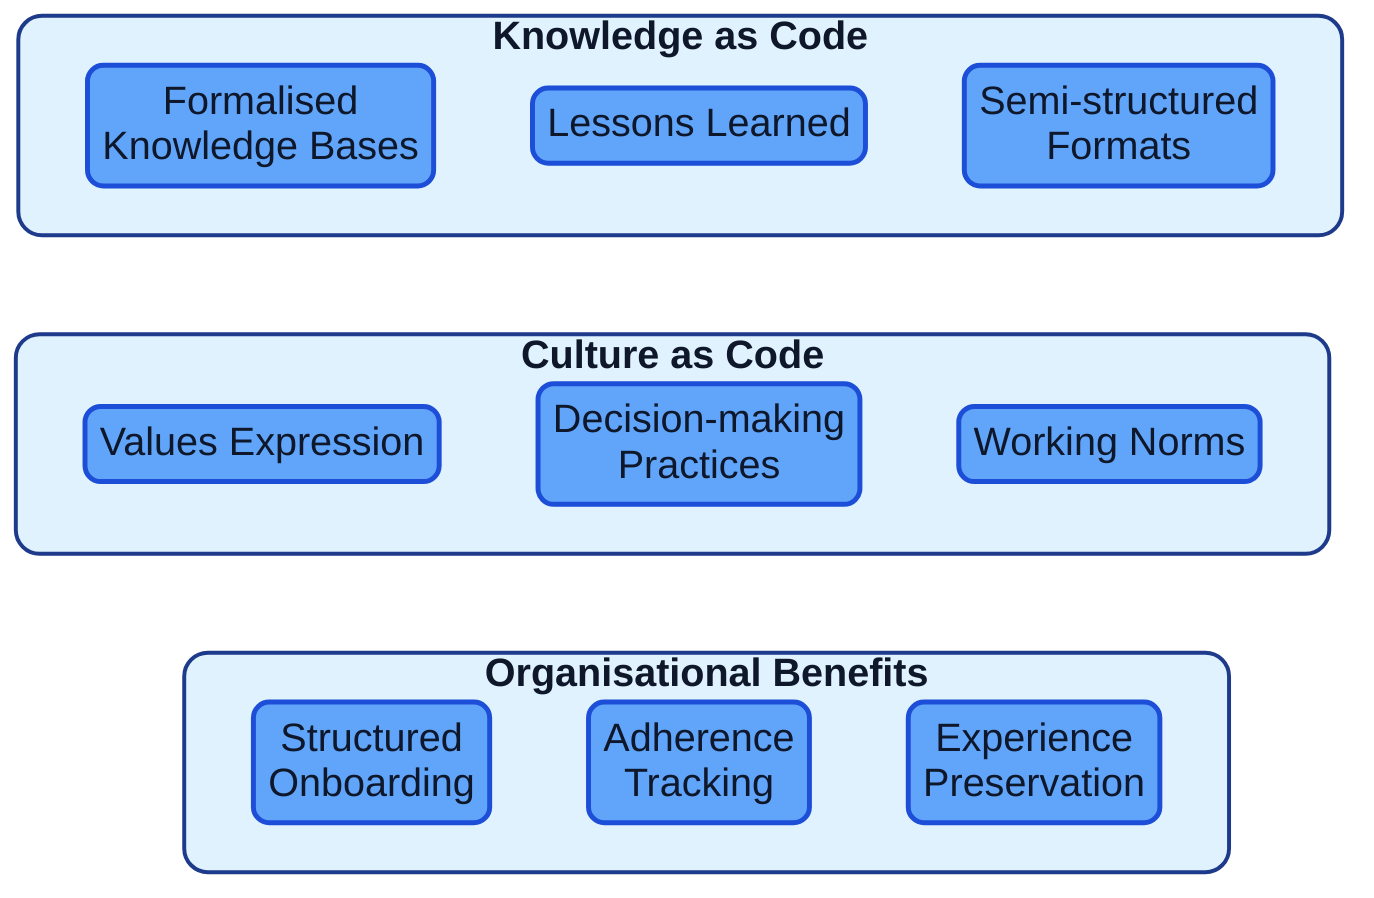 Knowledge as Code
Formalised
Knowledge Bases
Lessons Learned
Semi-structured
Formats
Culture as Code
Values Expression
Decision-making
Practices
Working Norms
Organisational Benefits
Structured
Onboarding
Adherence
Tracking
Experience
Preservation